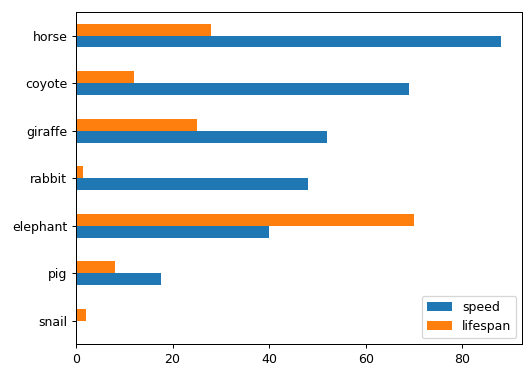 horse
coyote
giraffe
rabbit
elephant
pig
snail
0 20 40 60 80
speed
lifespan